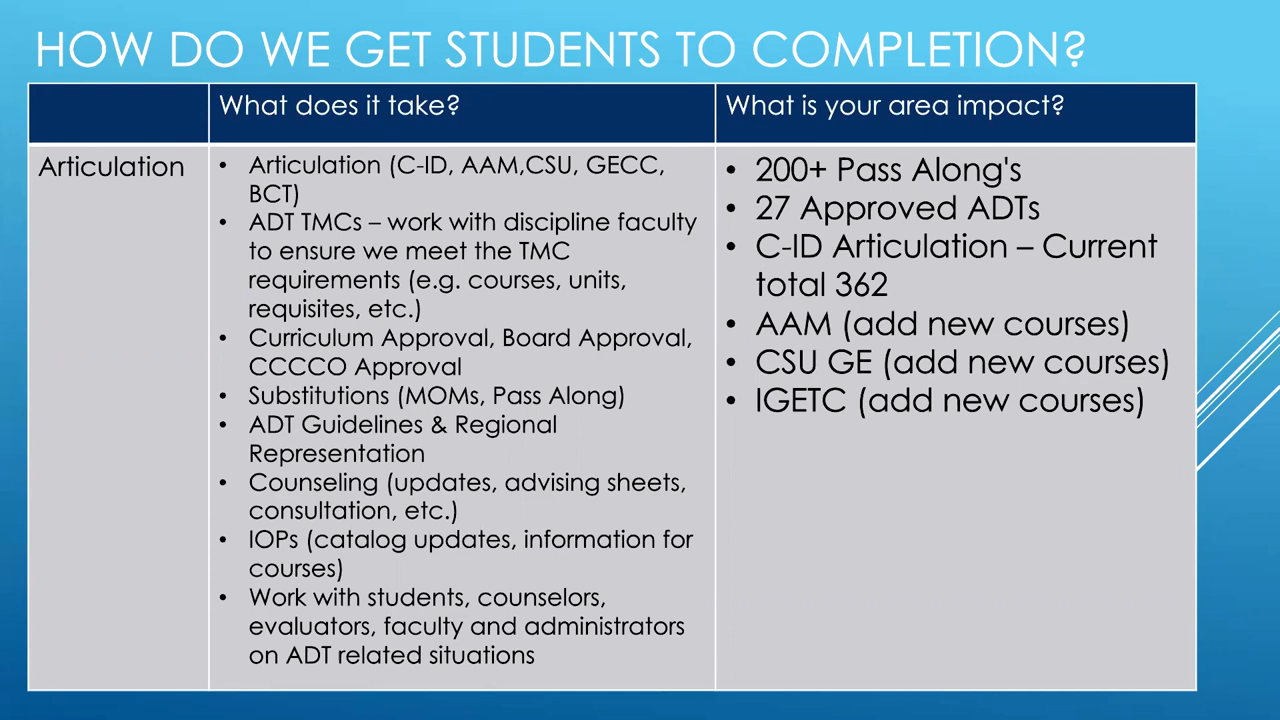 HOW DO WE GET STUDENTS TO COMPLETION?
What does it take?
What is your area impact?
Articulation
• Articulation (C-ID, AAM,CSU, GECC,
BCT)
• ADT TMCs – work with discipline faculty
to ensure we meet the TMC
requirements (e.g. courses, units,
requisites, etc.)
• Curriculum Approval, Board Approval,
CCCCO Approval
• Substitutions (MOMs, Pass Along)
• ADT Guidelines & Regional
Representation
• Counseling (updates, advising sheets,
consultation, etc.)
• IOPs (catalog updates, information for
courses)
• Work with students, counselors,
evaluators, faculty and administrators
on ADT related situations
• 200+ Pass Along's
• 27 Approved ADTs
• C-ID Articulation – Current
total 362
• AAM (add new courses)
• CSU GE (add new courses)
• IGETC (add new courses)